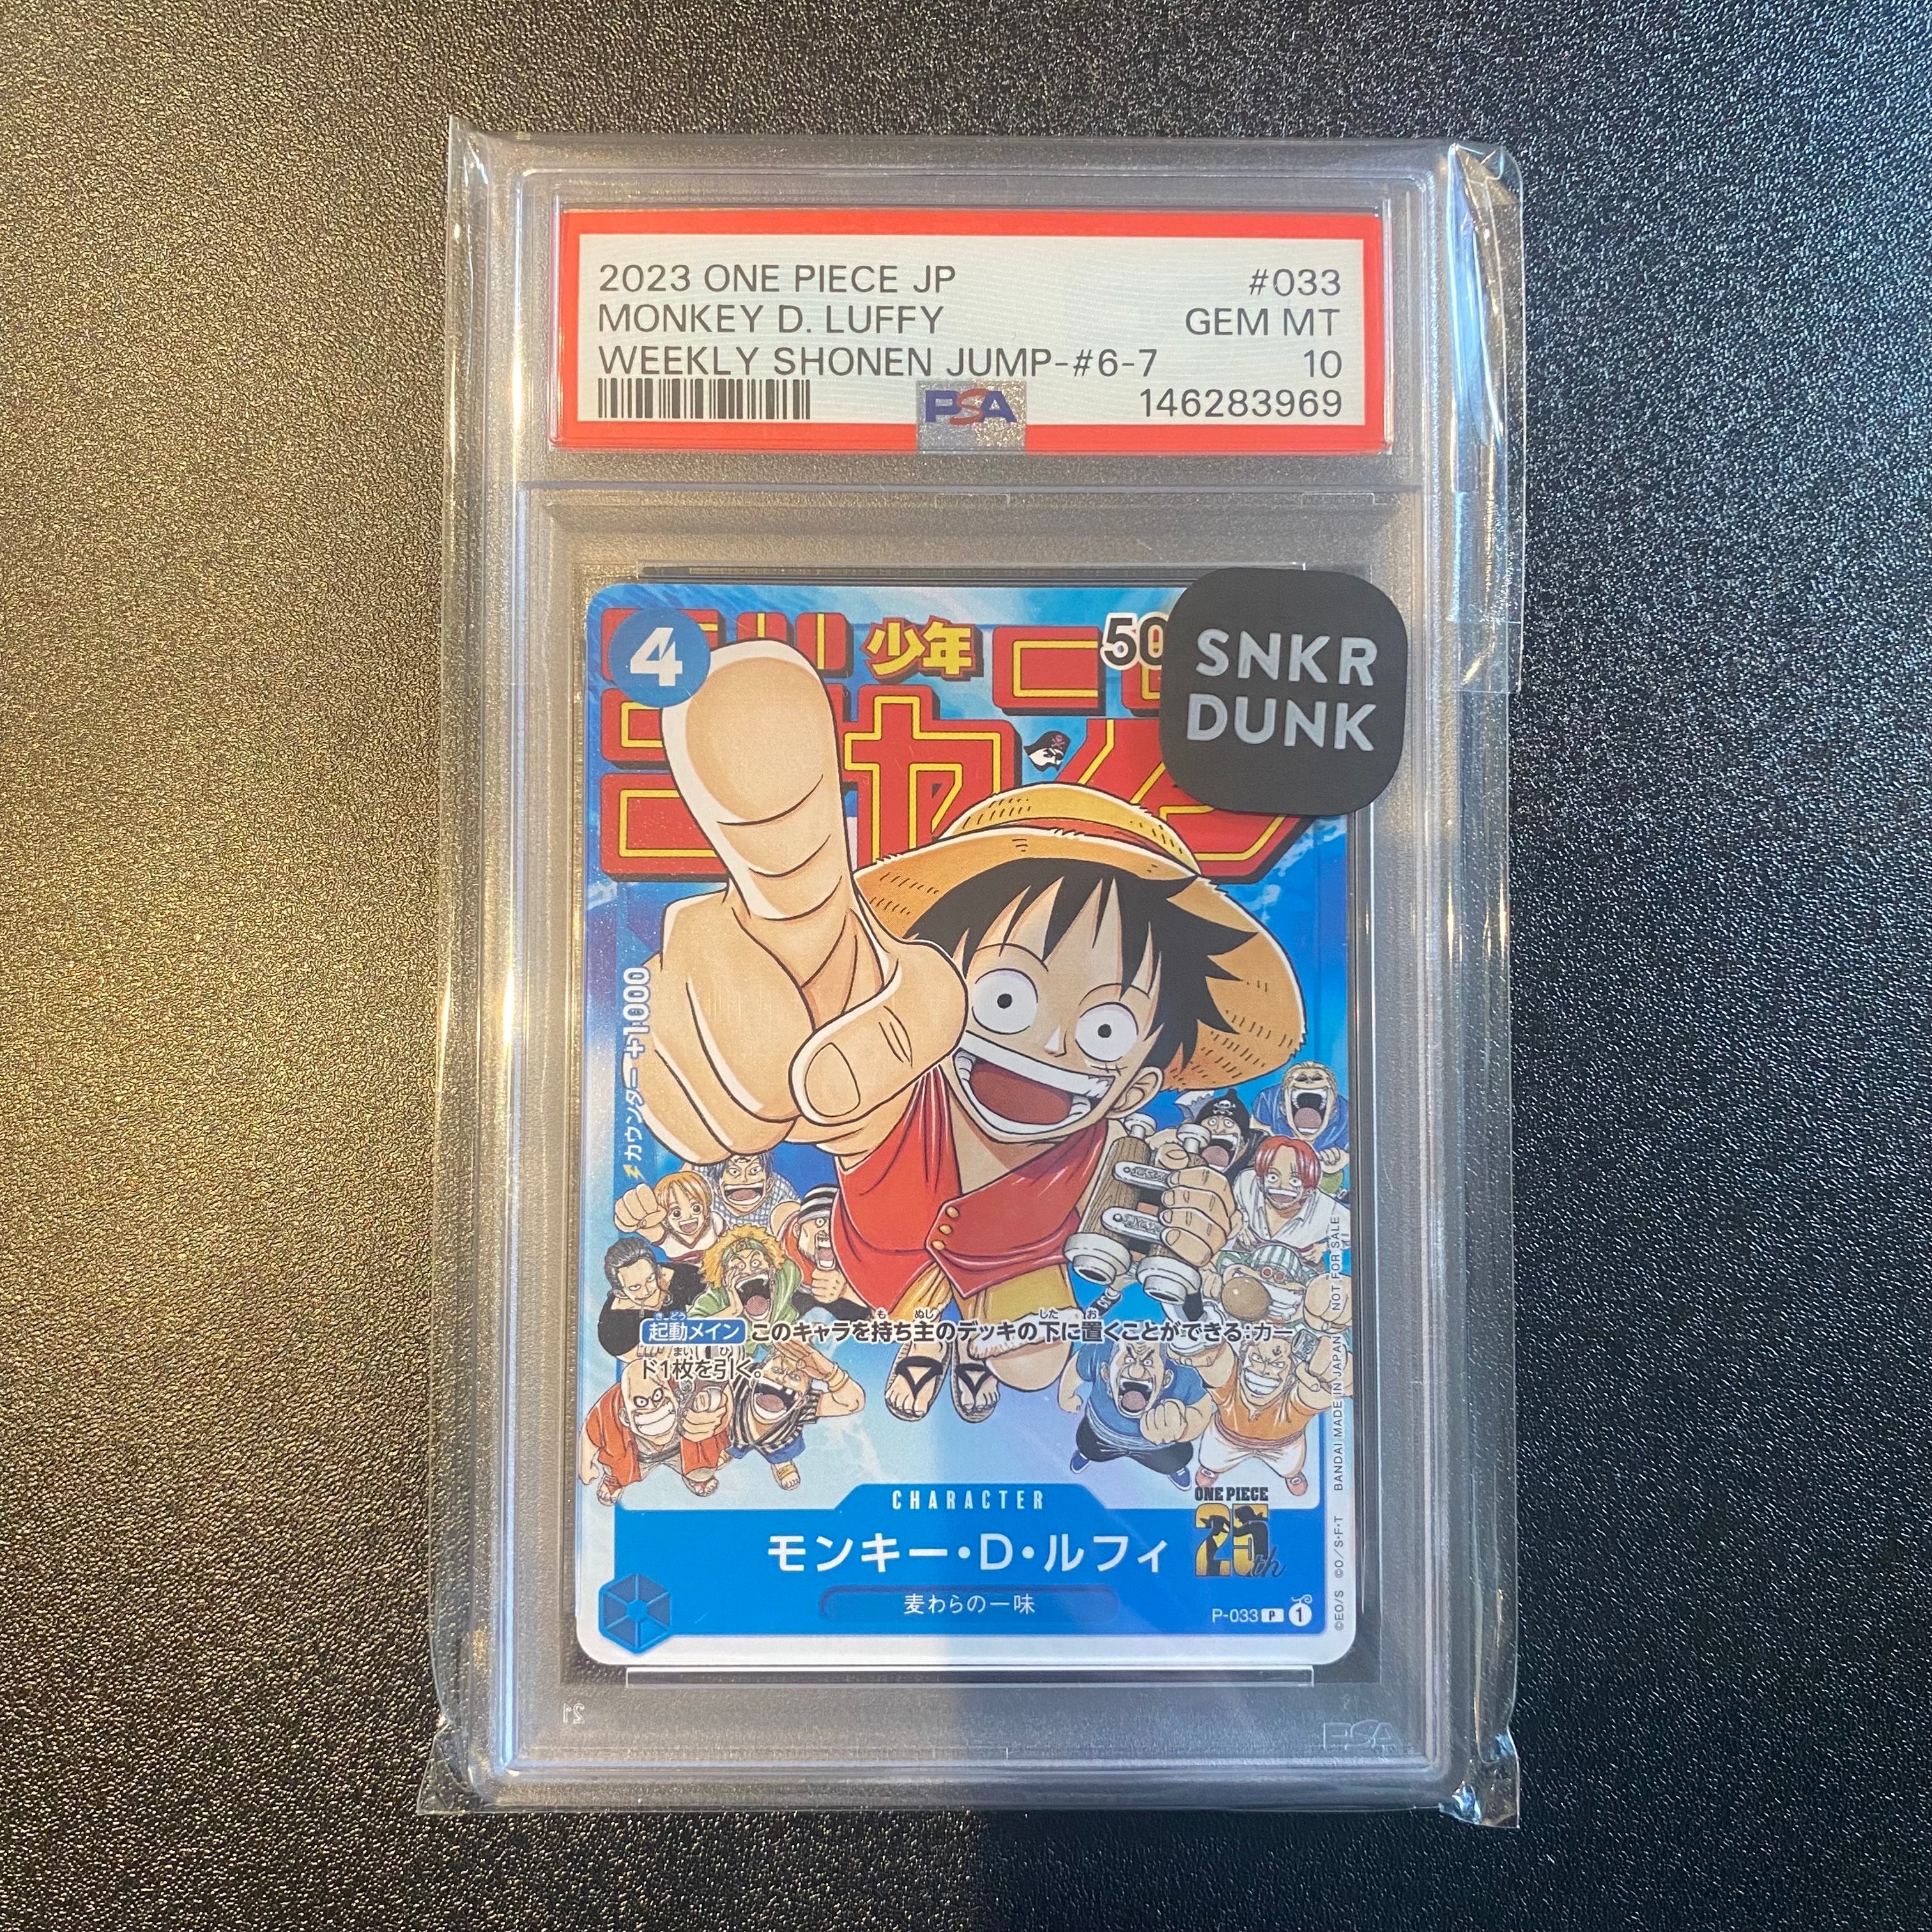 2023 ONE PIECE JP #033
MONKEY D. LUFFY GEM MT
WEEKLY SHONEN JUMP-#6-7 10
PSA 146283969
4
少年
50
SNKR
DUNK
カウンター+1000
起動メイン このキャラを持ち主のデッキの下に置くことができる:カー
ド1枚を引く。
CHARACTER
モンキー・D・ルフィ
ONE PIECE
25th
麦わらの一味
P-033 P 1
©EO/S ©O/S・F・T BANDAI MADE IN JAPAN NOT FOR SALE
PSA